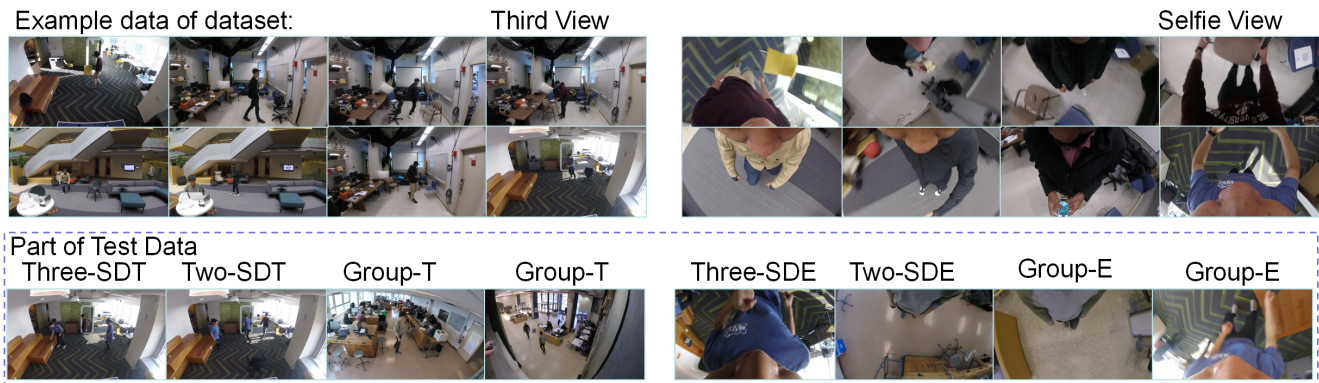 Example data of dataset:
Third View
Selfie View
Part of Test Data
Three-SDT
Two-SDT
Group-T
Group-T
Three-SDE
Two-SDE
Group-E
Group-E